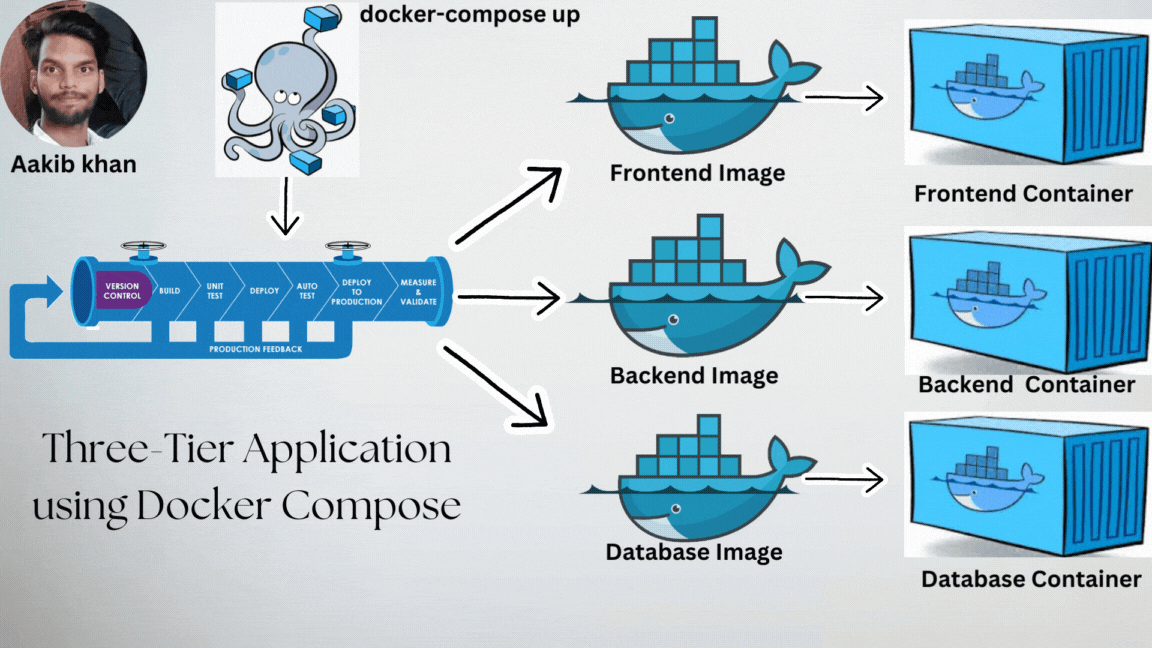 docker-compose up
Aakib khan
VERSION
CONTROL
BUILD
UNIT
TEST
DEPLOY
AUTO
TEST
DEPLOY
TO
PRODUCTION
MEASURE
&
VALIDATE
PRODUCTION FEEDBACK
Three-Tier Application
using Docker Compose
Frontend Image
Frontend Container
Backend Image
Backend  Container
Database Image
Database Container